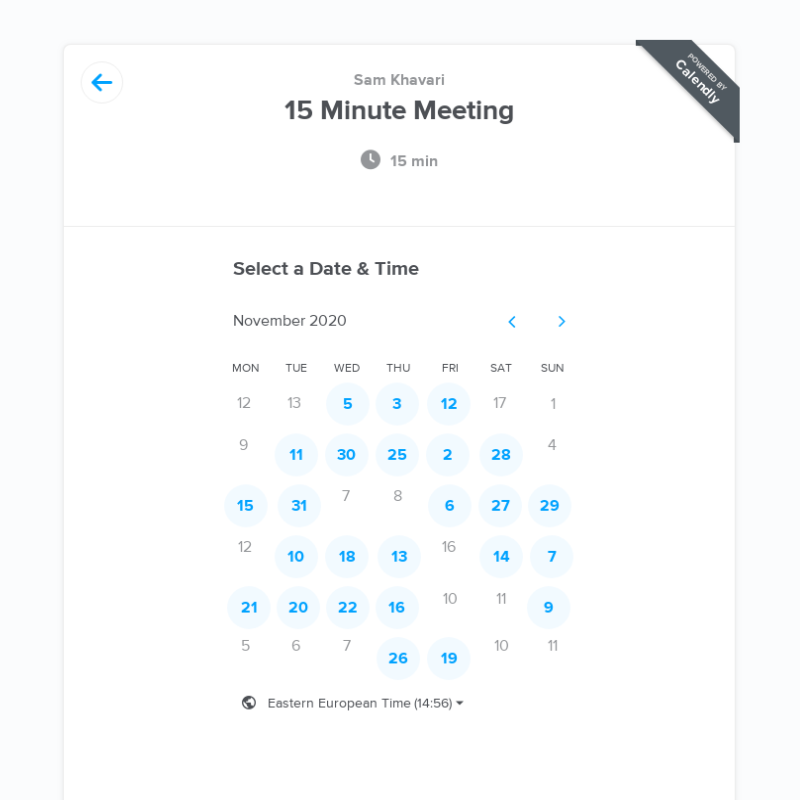 POWERED BY
Calendly
Sam Khavari
15 Minute Meeting
15 min
Select a Date & Time
November 2020
MON TUE WED THU FRI SAT SUN
12 13 5 3 12 17 1
9 11 30 25 2 28 4
15 31 7 8 6 27 29
12 10 18 13 16 14 7
21 20 22 16 10 11 9
5 6 7 26 19 10 11
Eastern European Time (14:56)